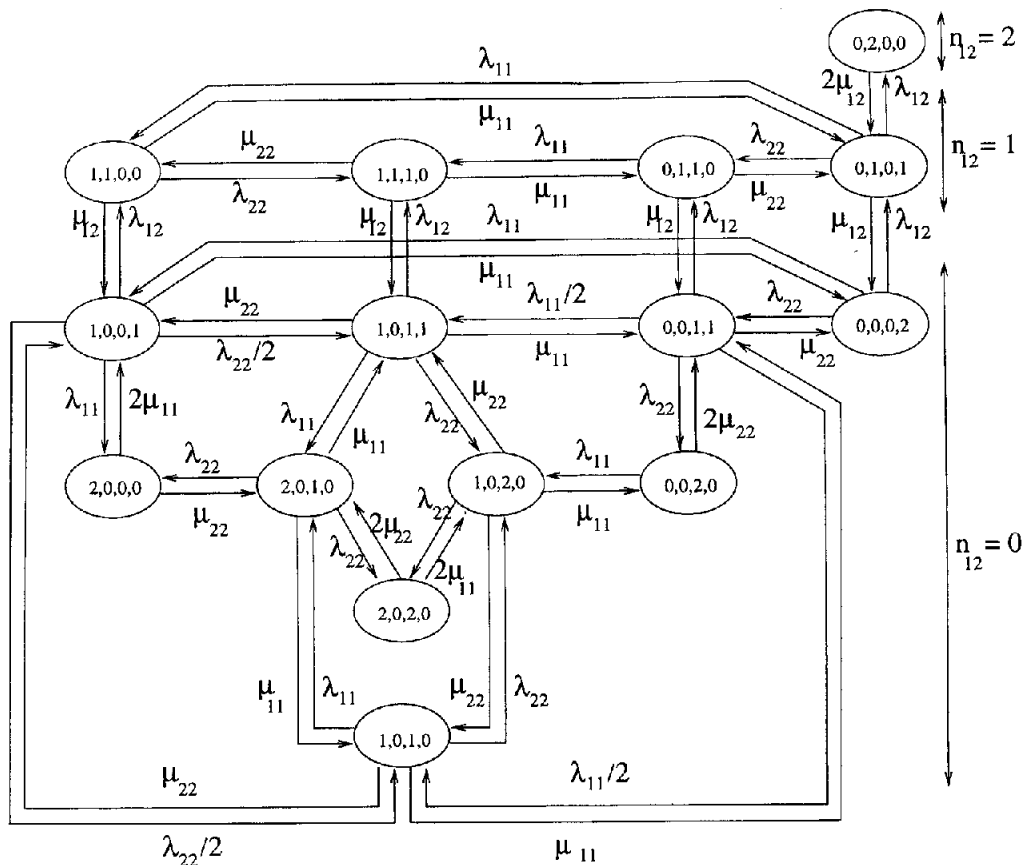 0,2,0,0
n₁₂ = 2
λ₁₁
2μ₁₂
λ₁₂
μ₁₁
n₁₂ = 1
μ₂₂
λ₁₁
λ₂₂
1,1,0,0
1,1,1,0
0,1,1,0
0,1,0,1
λ₂₂
μ₁₁
μ₂₂
μ₁₂
λ₁₂
μ₁₂
λ₁₂
λ₁₁
μ₁₂
λ₁₂
μ₁₂
λ₁₂
μ₁₁
μ₂₂
λ₁₁/2
λ₂₂
1,0,0,1
1,0,1,1
0,0,1,1
0,0,0,2
λ₂₂/2
μ₁₁
μ₂₂
λ₁₁
2μ₁₁
λ₁₁
μ₁₁
λ₂₂
μ₂₂
λ₂₂
2μ₂₂
λ₂₂
λ₁₁
2,0,0,0
2,0,1,0
1,0,2,0
0,0,2,0
μ₂₂
μ₁₁
λ₂₂
2μ₂₂
λ₂₂
2μ₁₁
n₁₂ = 0
2,0,2,0
μ₁₁
λ₁₁
μ₂₂
λ₂₂
1,0,1,0
μ₂₂
λ₁₁/2
λ₂₂/2
μ₁₁